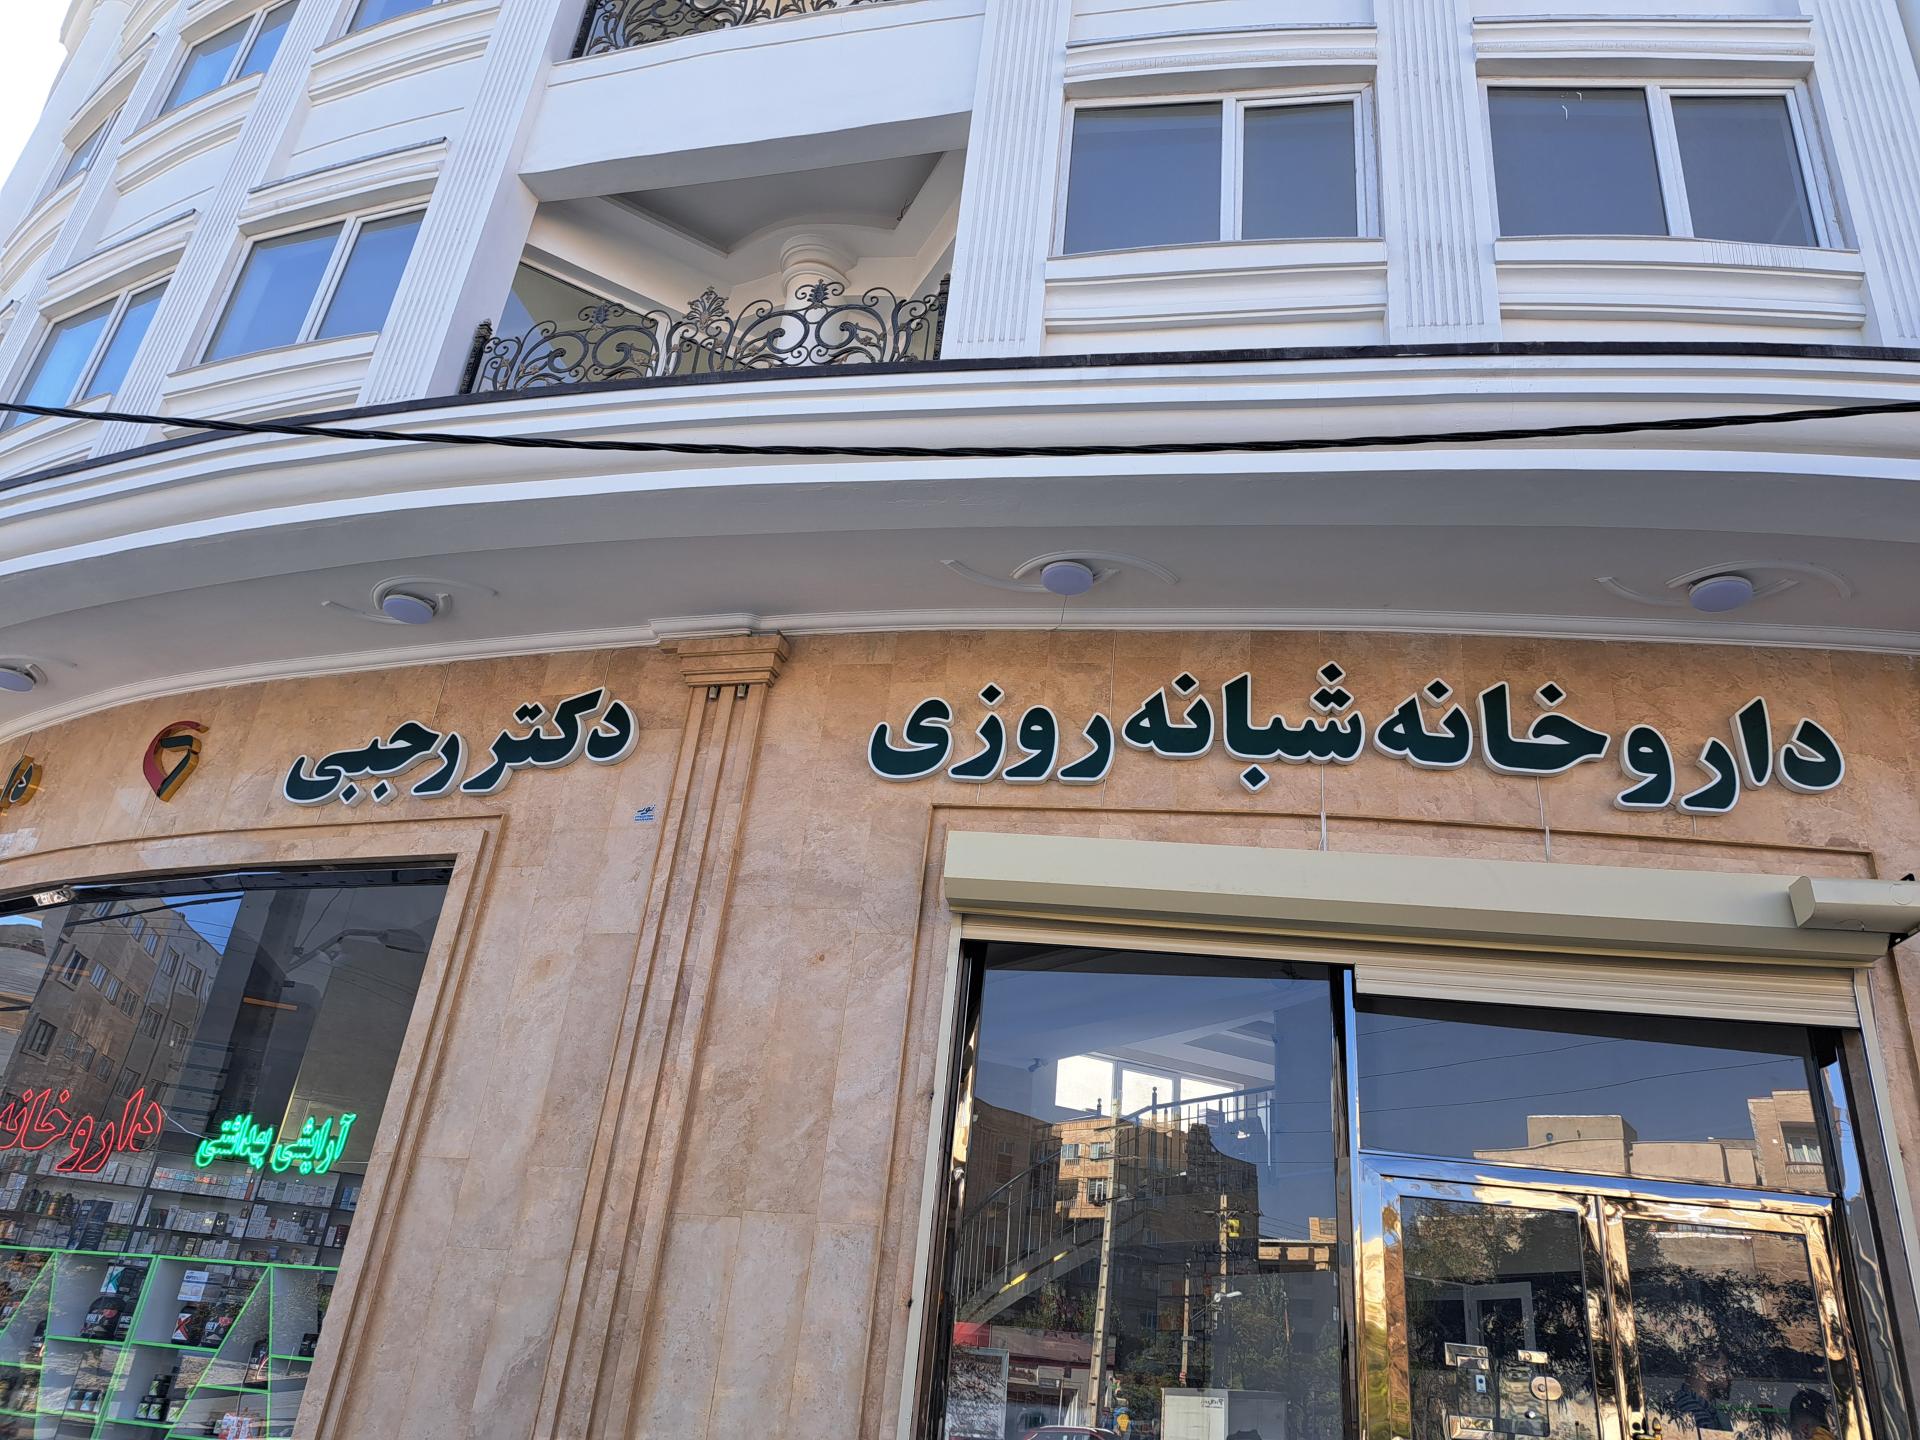 داروخانه شبانه روزی
دکتر رجبی
آرایشی بهداشتی
داروخانه